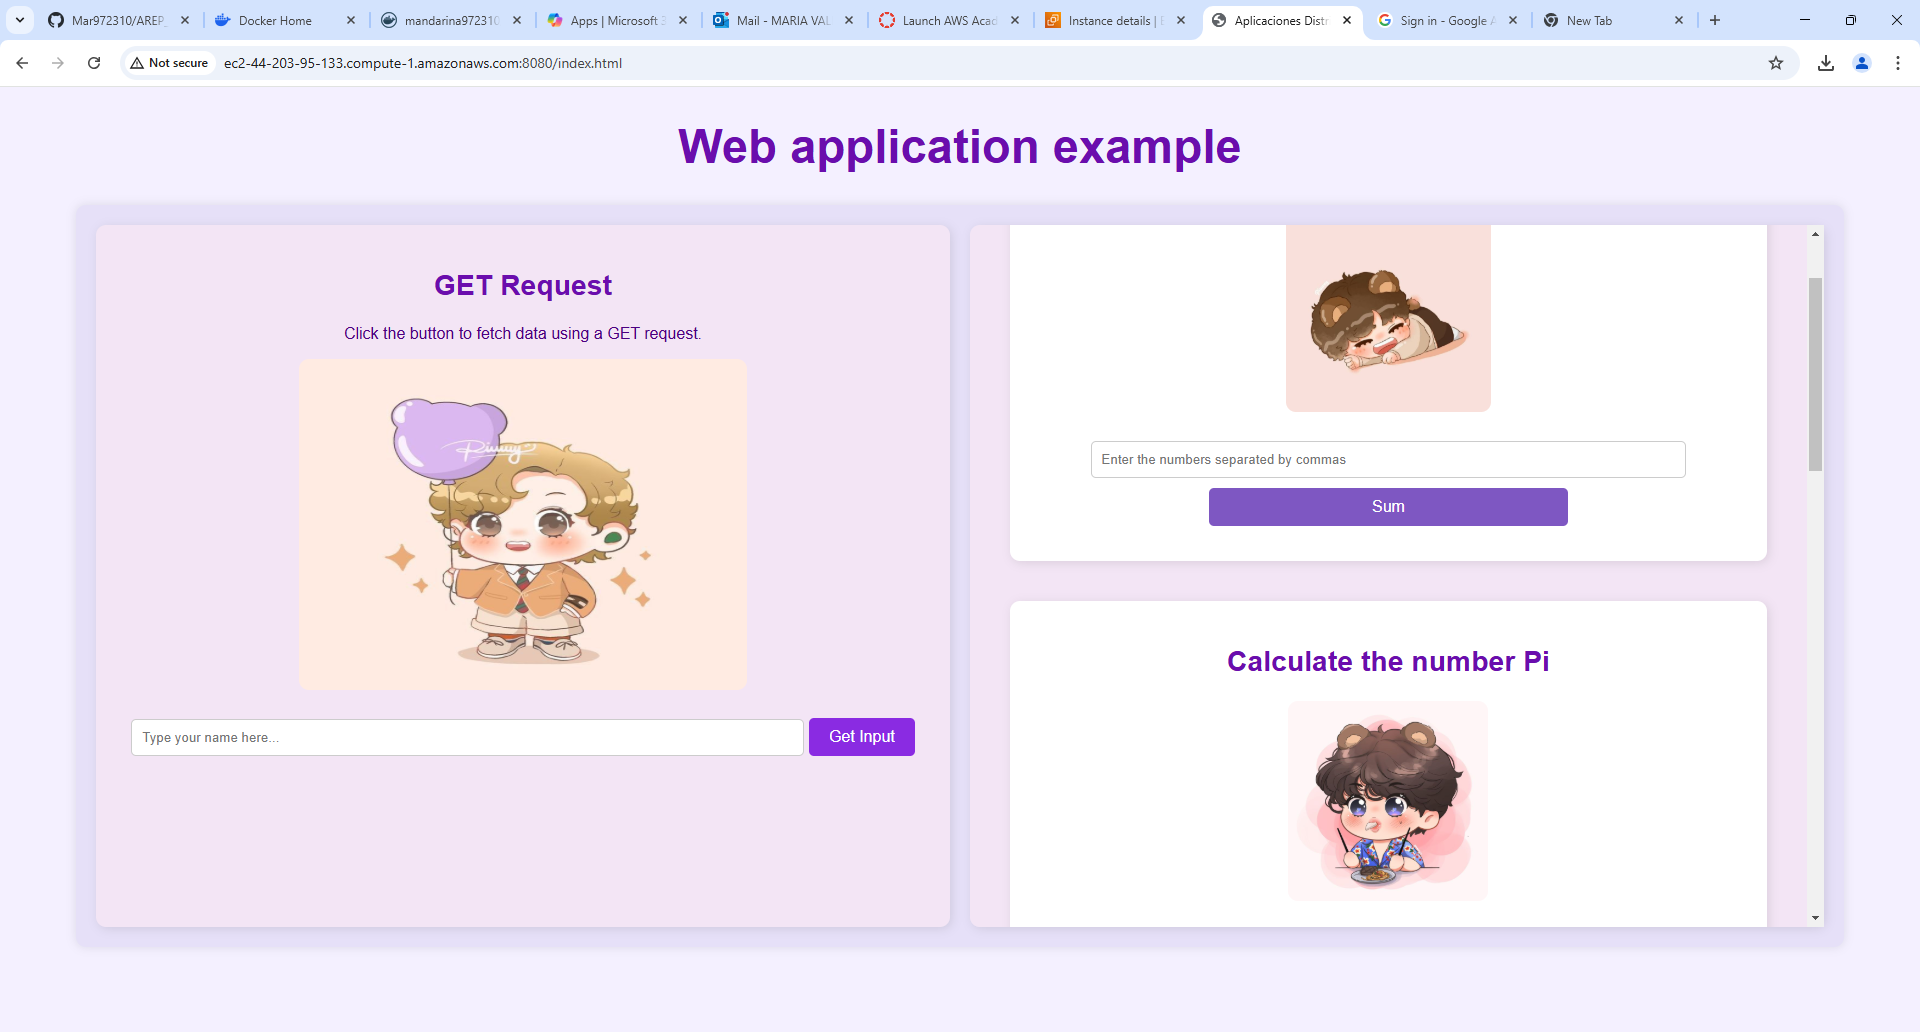 Mar972310/AREP_
Docker Home
mandarina972310
Apps | Microsoft 3
Mail - MARIA VAL
Launch AWS Acad
Instance details | E
Aplicaciones Distr
Sign in - Google A
New Tab
Not secure
ec2-44-203-95-133.compute-1.amazonaws.com:8080/index.html
Web application example
GET Request
Click the button to fetch data using a GET request.
Type your name here...
Get Input
Enter the numbers separated by commas
Sum
Calculate the number Pi